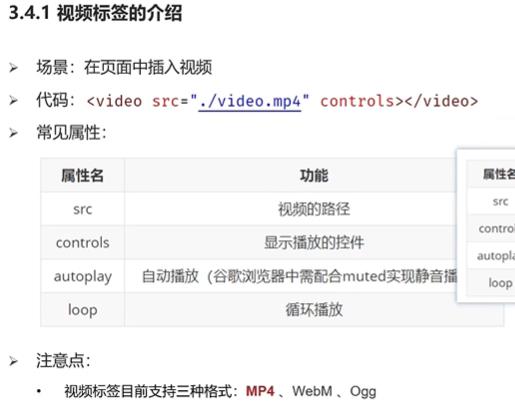 3.4.1 视频标签的介绍
场景：在页面中插入视频
代码：<video src="./video.mp4" controls></video>
常见属性：
属性名 功能
src 视频的路径
controls 显示播放的控件
autoplay 自动播放（谷歌浏览器中需配合muted实现静音播
loop 循环播放
属性名
src
contro
autopla
loop
注意点：
• 视频标签目前支持三种格式：MP4 、WebM 、Ogg